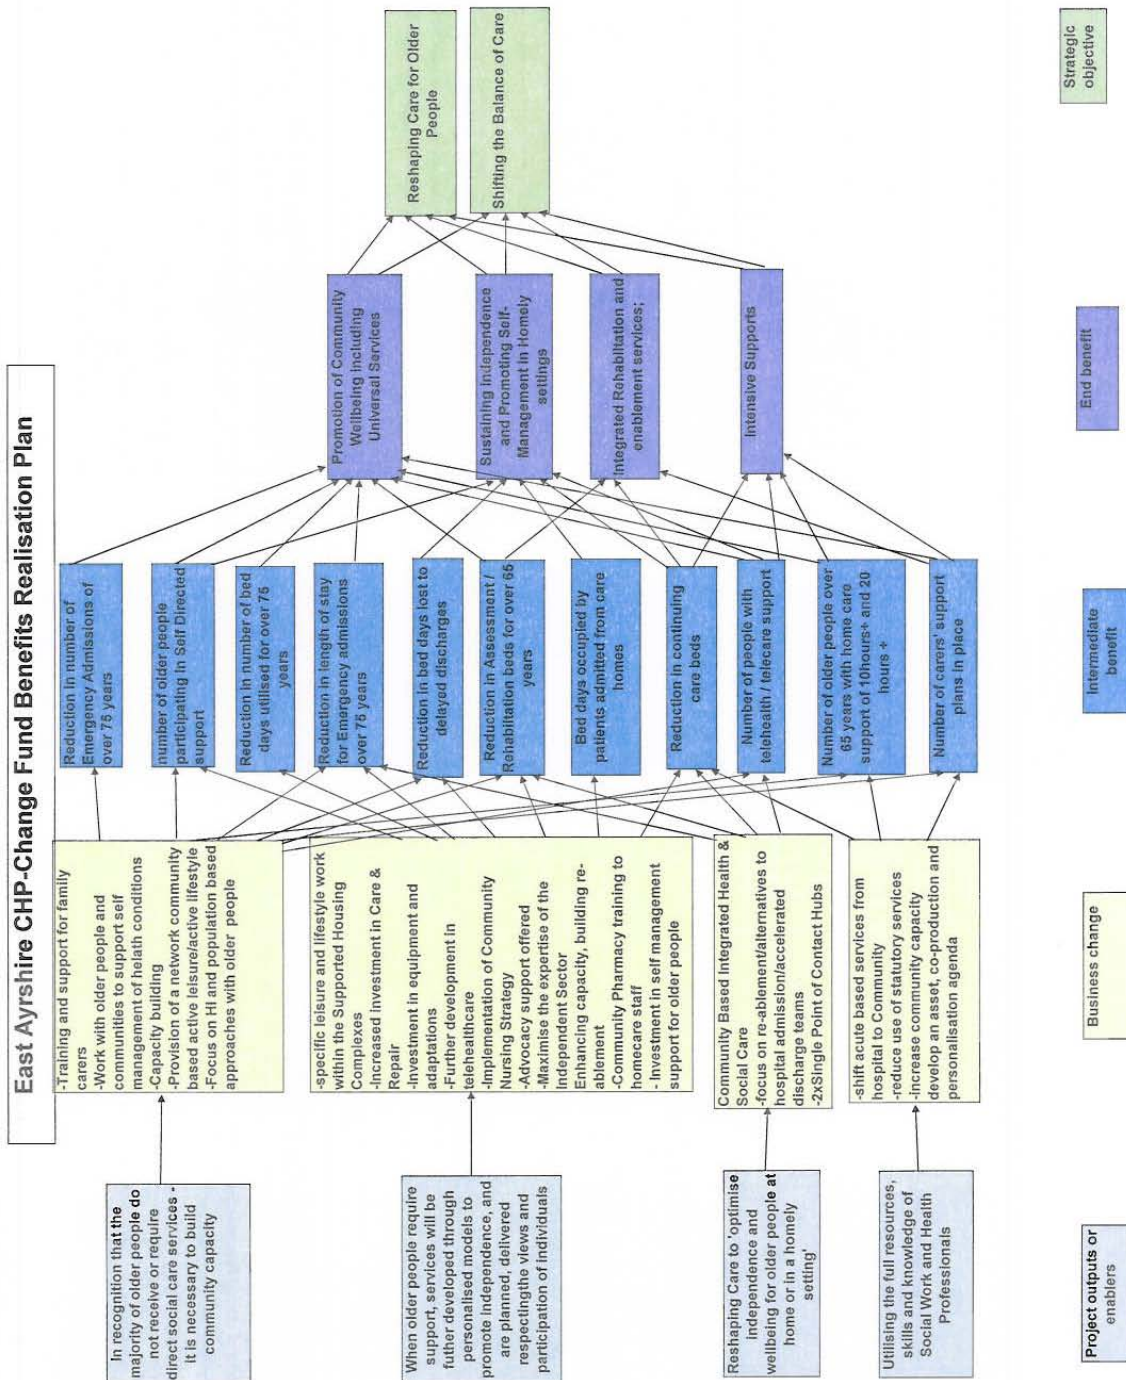 East Ayrshire CHP-Change Fund Benefits Realisation Plan
In recognition that the
majority of older people do
not receive or require
direct social care services -
it is necessary to build
community capacity
When older people require
support, services will be
futher developed through
personalised models to
promote independence, and
are planned, delivered
respectingthe views and
participation of individuals
Reshaping Care to 'optimise
independence and
wellbeing for older people at
home or in a homely
setting'
Utilising the full resources,
skills and knowledge of
Social Work and Health
Professionals
-Training and support for family
carers
-Work with older people and
communities to support self
management of helath conditions
-Capacity building
-Provision of a network community
based active leisure/active lifestyle
-Focus on HI and population based
approaches with older people
-specific leisure and lifestyle work
within the Supported Housing
Complexes
-Increased investment in Care &
Repair
-Investment in equipment and
adaptations
-Further development in
telehealthcare
-Implementation of Community
Nursing Strategy
-Advocacy support offered
-Maximise the expertise of the
Independent Sector
Enhancing capacity, building re-
ablement
-Community Pharmacy training to
homecare staff
- Investment in self management
support for older people
Community Based Integrated Health &
Social Care
-focus on re-ablement/alternatives to
hospital admission/accelerated
discharge teams
-2xSingle Point of Contact Hubs
-shift acute based services from
hospital to Community
-reduce use of statutory services
-increase community capacity
develop an asset, co-production and
personalisation agenda
Reduction in number of
Emergency Admissions of
over 75 years
number of older people
participating in Self Directed
support
Reduction in number of bed
days utilised for over 75
years
Reduction in length of stay
for Emergency admissions
over 75 years
Reduction in bed days lost to
delayed discharges
Reduction in Assessment /
Rehabilitation beds for over 65
years
Bed days occupied by
patients admitted from care
homes
Reduction in continuing
care beds
Number of people with
telehealth / telecare support
Number of older people over
65 years with home care
support of 10hours+ and 20
hours +
Number of carers' support
plans in place
Promotion of Community
Wellbeing including
Universal Services
Sustaining Independence
and Promoting Self-
Management in Homely
settings
Integrated Rehabilitation and
enablement services;
Intensive Supports
Reshaping Care for Older
People
Shifting the Balance of Care
Project outputs or
enablers
Business change
Intermediate
benefit
End benefit
Strategic
objective